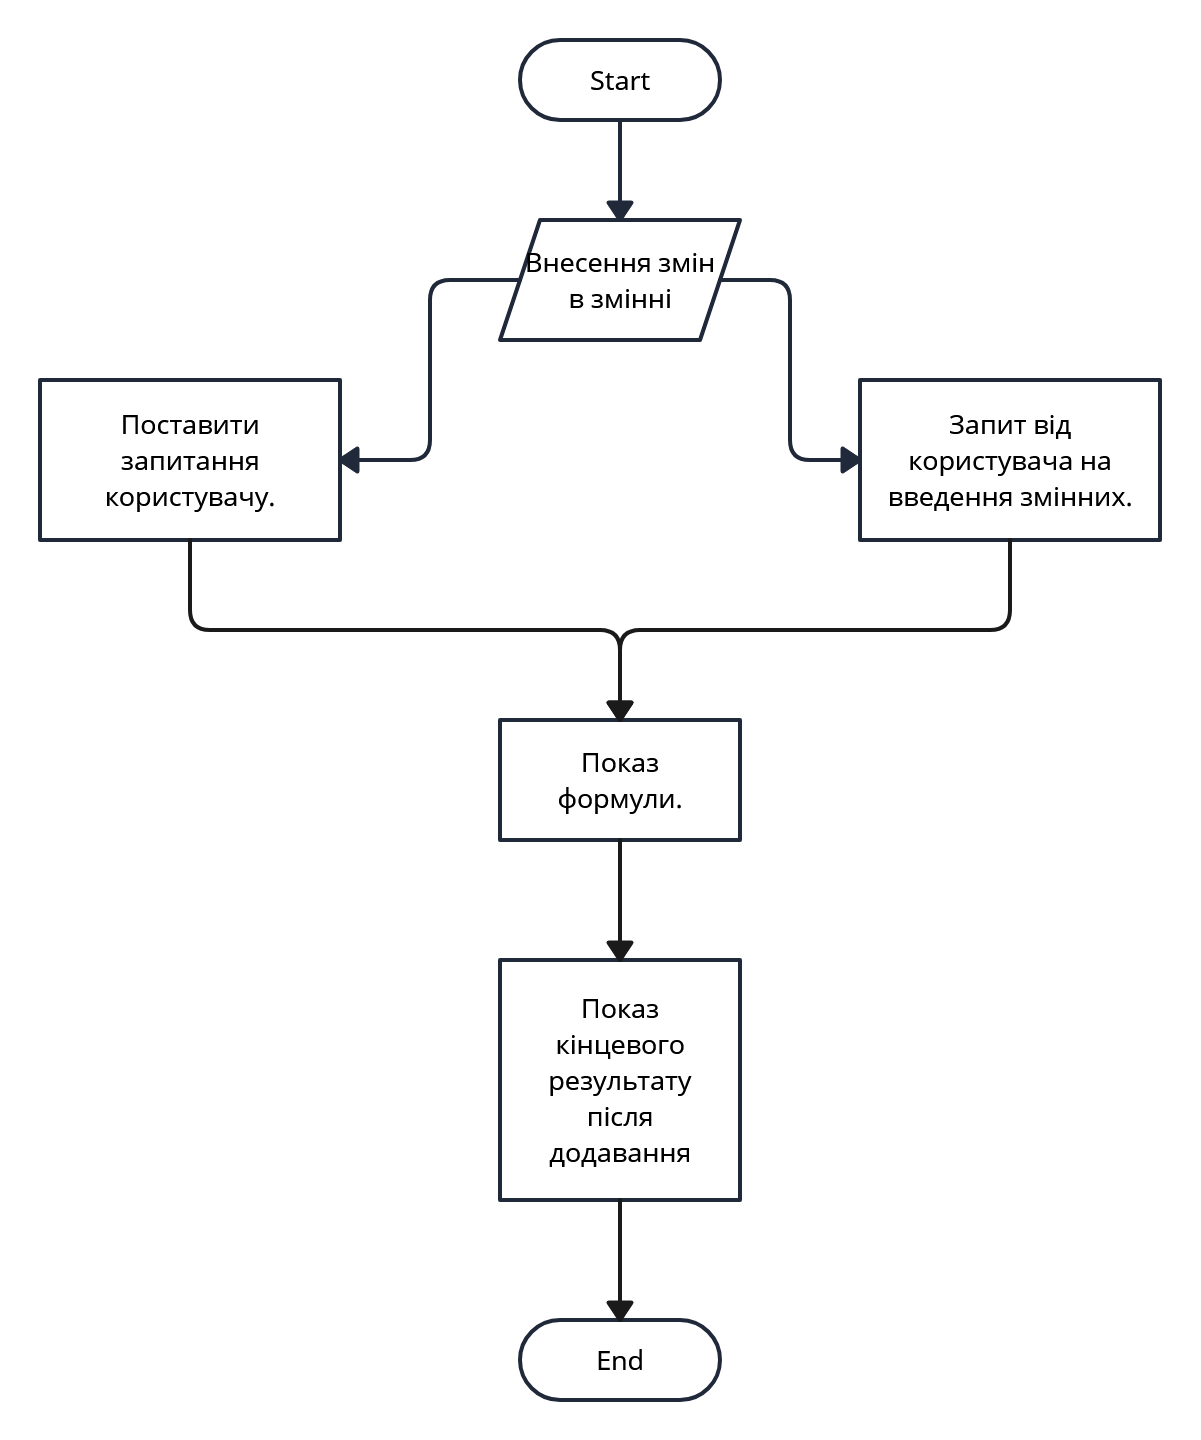 Start
Внесення змін
в змінні
Поставити
запитання
користувачу.
Запит від
користувача на
введення змінних.
Показ
формули.
Показ
кінцевого
результату
після
додавання
End